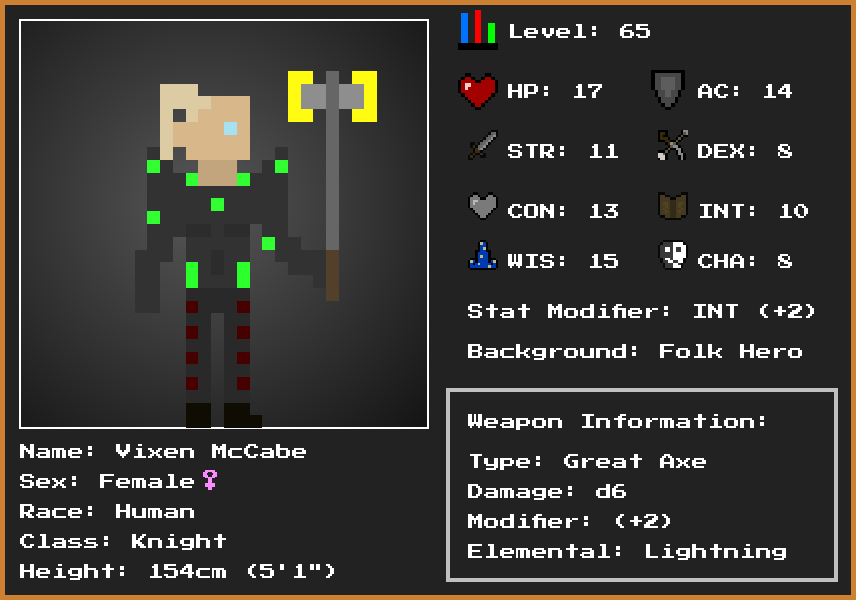 Level: 65
HP: 17
AC: 14
STR: 11
DEX: 8
CON: 13
INT: 10
WIS: 15
CHA: 8
Stat Modifier: INT (+2)
Background: Folk Hero
Weapon Information:
Type: Great Axe
Damage: d6
Modifier: (+2)
Elemental: Lightning
Name: Vixen McCabe
Sex: Female♀
Race: Human
Class: Knight
Height: 154cm (5'1")